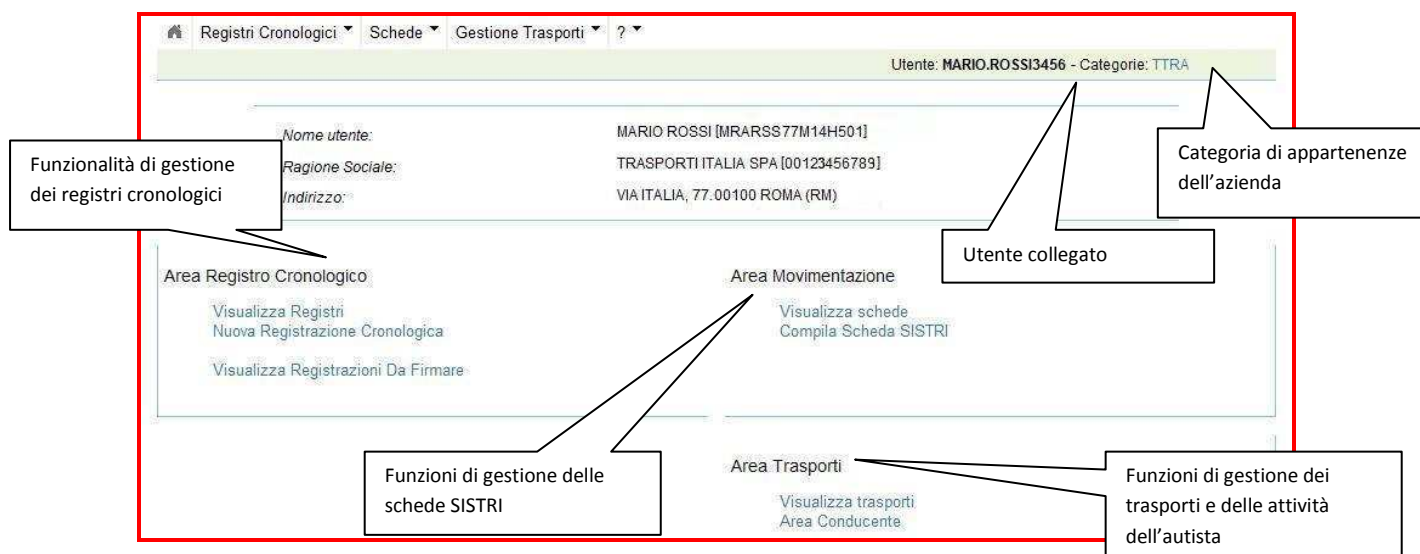 Registri Cronologici Schede Gestione Trasporti ?
Utente: MARIO.ROSSI3456 - Categorie: TTRA
Nome utente: MARIO ROSSI [MRARSS77M14H501]
Ragione Sociale: TRASPORTI ITALIA SPA [00123456789]
Indirizzo: VIA ITALIA, 77.00100 ROMA (RM)
Funzionalità di gestione
dei registri cronologici
Categoria di appartenenze
dell’azienda
Utente collegato
Area Registro Cronologico
Visualizza Registri
Nuova Registrazione Cronologica
Visualizza Registrazioni Da Firmare
Area Movimentazione
Visualizza schede
Compila Scheda SISTRI
Funzioni di gestione delle
schede SISTRI
Area Trasporti
Visualizza trasporti
Area Conducente
Funzioni di gestione dei
trasporti e delle attività
dell’autista